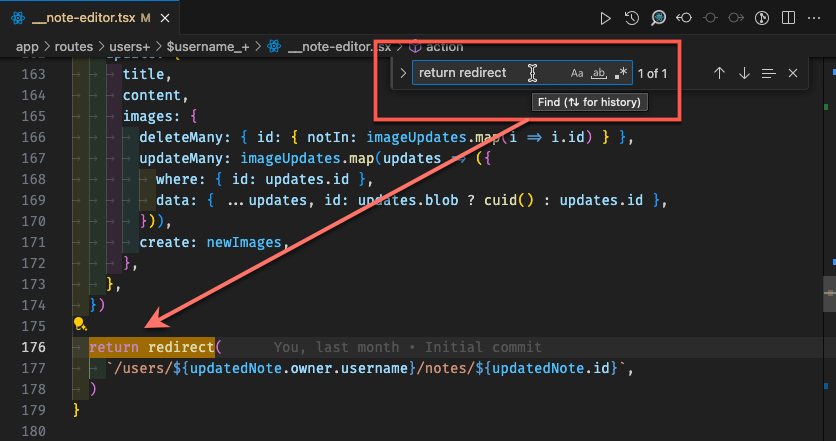 __note-editor.tsx M
app > routes > users+ > $username_+ > __note-editor.tsx > action
return redirect Aa ab .* 1 of 1
Find (⇅ for history)
163 title,
164 content,
165 images: {
166 deleteMany: { id: { notIn: imageUpdates.map(i => i.id) } },
167 updateMany: imageUpdates.map(updates => ({
168 where: { id: updates.id },
169 data: { ...updates, id: updates.blob ? cuid() : updates.id },
170 })),
171 create: newImages,
172 },
173 },
174 })
175
176 return redirect( You, last month • Initial commit
177 `/users/${updatedNote.owner.username}/notes/${updatedNote.id}`,
178 )
179 }
180